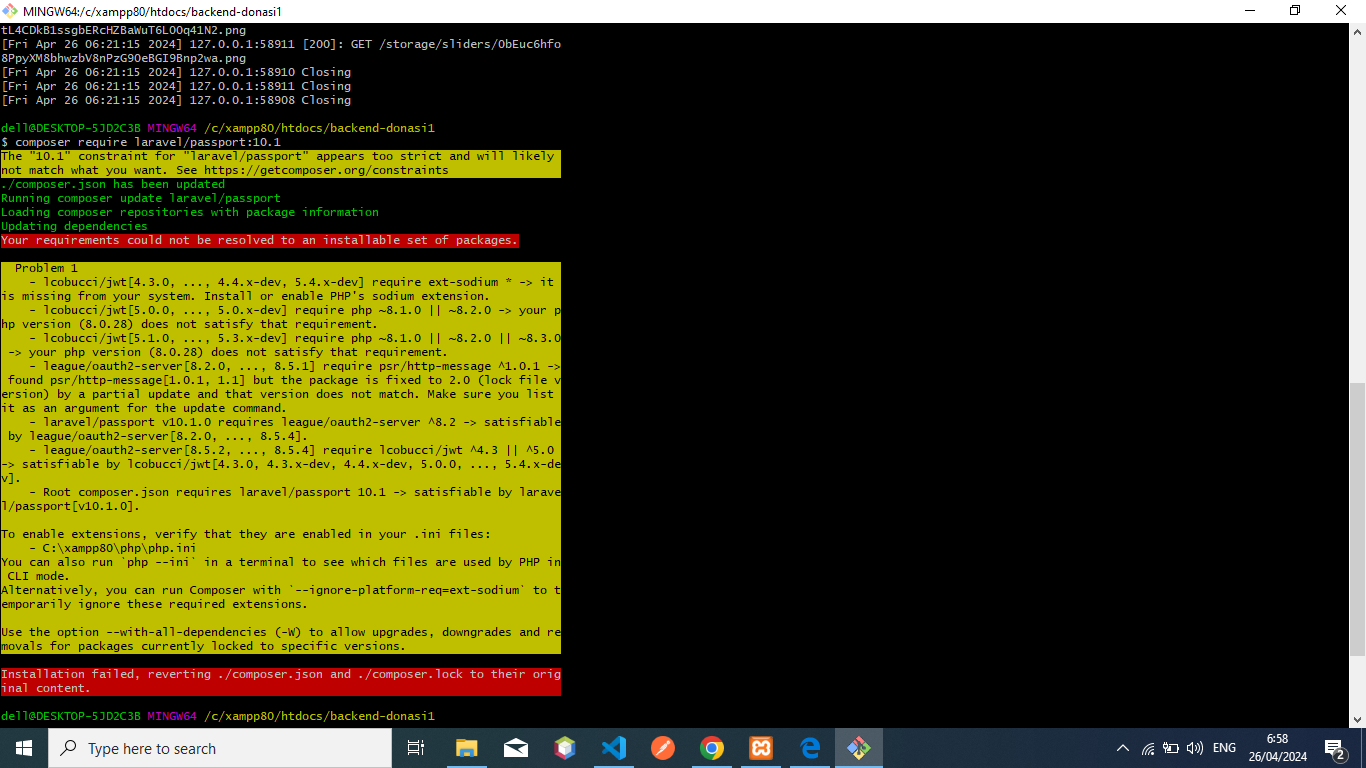 MINGW64:/c/xampp80/htdocs/backend-donasi1
tL4CDkB1ssgbERcHZBaWuT6LOOq41N2.png
[Fri Apr 26 06:21:15 2024] 127.0.0.1:58911 [200]: GET /storage/sliders/0bEuc6hfo
8PpyXM8bhwzbV8nPzG9OeBGI9Bnp2wa.png
[Fri Apr 26 06:21:15 2024] 127.0.0.1:58910 Closing
[Fri Apr 26 06:21:15 2024] 127.0.0.1:58911 Closing
[Fri Apr 26 06:21:15 2024] 127.0.0.1:58908 Closing
dell@DESKTOP-5JD2C3B MINGW64 /c/xampp80/htdocs/backend-donasi1
$ composer require laravel/passport:10.1
The "10.1" constraint for "laravel/passport" appears too strict and will likely
not match what you want. See https://getcomposer.org/constraints
./composer.json has been updated
Running composer update laravel/passport
Loading composer repositories with package information
Updating dependencies
Your requirements could not be resolved to an installable set of packages.
Problem 1
- lcobucci/jwt[4.3.0, ..., 4.4.x-dev, 5.4.x-dev] require ext-sodium * -> it
is missing from your system. Install or enable PHP's sodium extension.
- lcobucci/jwt[5.0.0, ..., 5.0.x-dev] require php ~8.1.0 || ~8.2.0 -> your p
hp version (8.0.28) does not satisfy that requirement.
- lcobucci/jwt[5.1.0, ..., 5.3.x-dev] require php ~8.1.0 || ~8.2.0 || ~8.3.0
-> your php version (8.0.28) does not satisfy that requirement.
- league/oauth2-server[8.2.0, ..., 8.5.1] require psr/http-message ^1.0.1 ->
found psr/http-message[1.0.1, 1.1] but the package is fixed to 2.0 (lock file v
ersion) by a partial update and that version does not match. Make sure you list
it as an argument for the update command.
- laravel/passport v10.1.0 requires league/oauth2-server ^8.2 -> satisfiable
by league/oauth2-server[8.2.0, ..., 8.5.4].
- league/oauth2-server[8.5.2, ..., 8.5.4] require lcobucci/jwt ^4.3 || ^5.0
-> satisfiable by lcobucci/jwt[4.3.0, 4.3.x-dev, 4.4.x-dev, 5.0.0, ..., 5.4.x-de
v].
- Root composer.json requires laravel/passport 10.1 -> satisfiable by larave
l/passport[v10.1.0].
To enable extensions, verify that they are enabled in your .ini files:
- C:\xampp80\php\php.ini
You can also run `php --ini` in a terminal to see which files are used by PHP in
CLI mode.
Alternatively, you can run Composer with `--ignore-platform-req=ext-sodium` to t
emporarily ignore these required extensions.
Use the option --with-all-dependencies (-W) to allow upgrades, downgrades and re
movals for packages currently locked to specific versions.
Installation failed, reverting ./composer.json and ./composer.lock to their orig
inal content.
dell@DESKTOP-5JD2C3B MINGW64 /c/xampp80/htdocs/backend-donasi1
Type here to search
ENG
6:58
26/04/2024
2